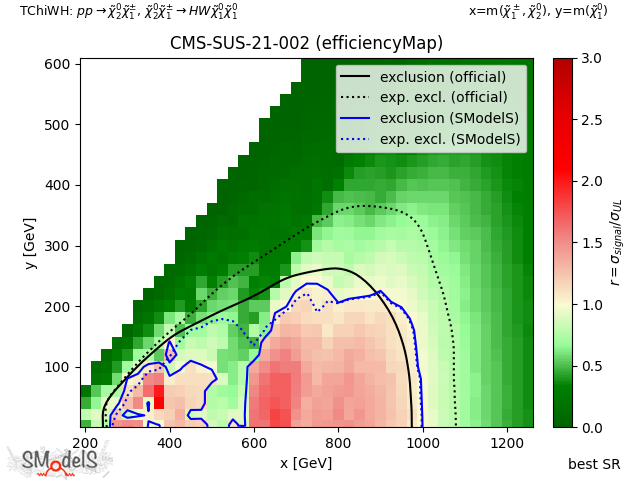 TChiWH: pp → χ̃₂⁰χ̃₁±, χ̃₂⁰χ̃₁± → HWχ̃₁⁰χ̃₁⁰ x=m(χ̃₁±, χ̃₂⁰), y=m(χ̃₁⁰)
CMS-SUS-21-002 (efficiencyMap)
exclusion (official)
exp. excl. (official)
exclusion (SModelS)
exp. excl. (SModelS)
600
500
400
300
200
100
y [GeV]
200 400 600 800 1000 1200
x [GeV]
3.0
2.5
2.0
1.5
1.0
0.5
0.0
r = σ_signal/σ_UL
best SR
SModelS